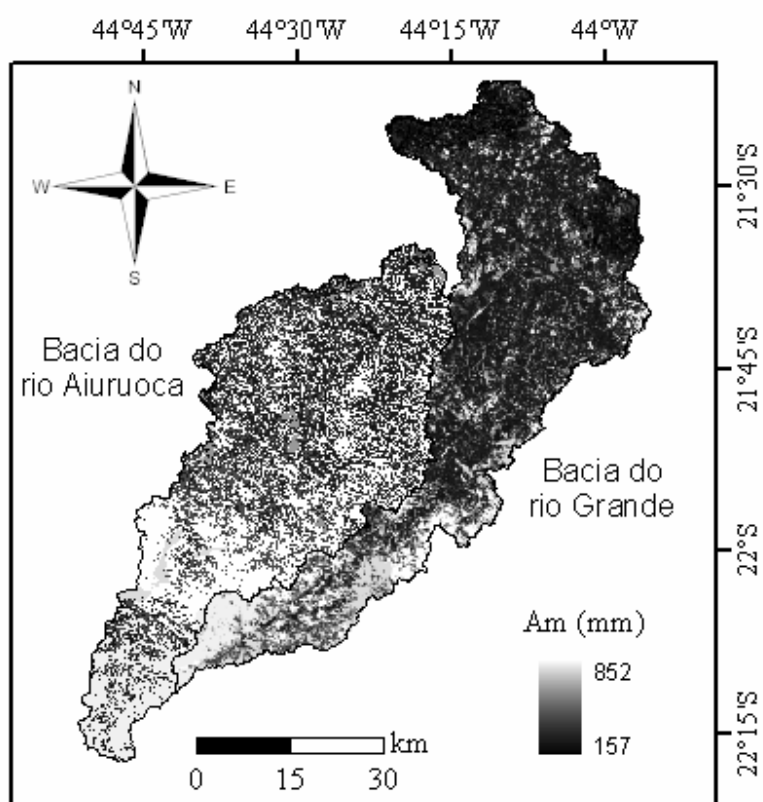 44°45'W 44°30'W 44°15'W 44°W
N
W E
S
21°30'S
Bacia do
rio Aiuruoca
21°45'S
Bacia do
rio Grande
22°S
Am (mm)
852
157
22°15'S
km
0 15 30